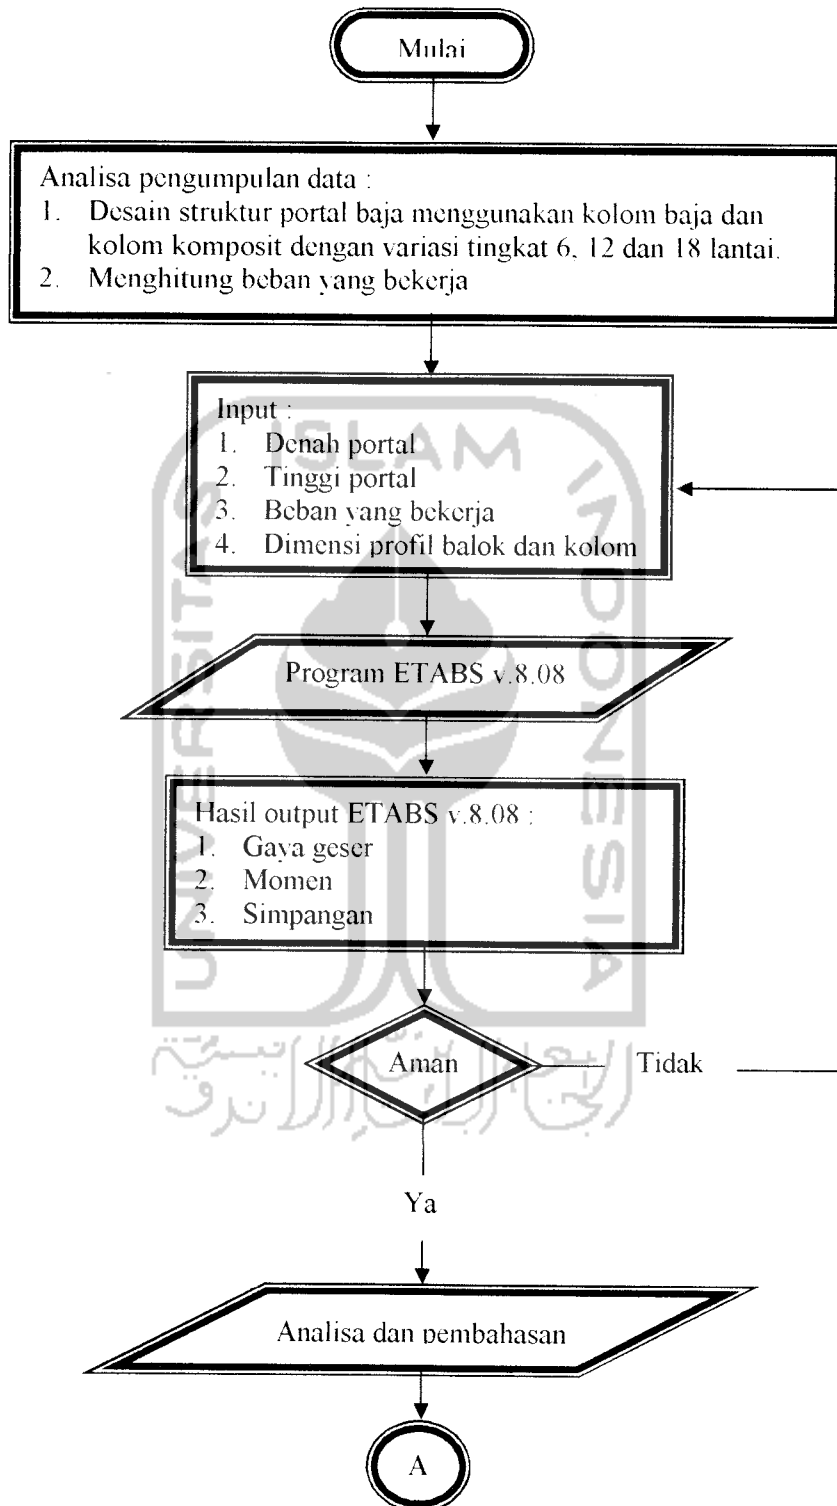 Mulai
Analisa pengumpulan data :
1. Desain struktur portal baja menggunakan kolom baja dan
kolom komposit dengan variasi tingkat 6, 12 dan 18 lantai.
2. Menghitung beban yang bekerja
Input :
1. Denah portal
2. Tinggi portal
3. Beban yang bekerja
4. Dimensi profil balok dan kolom
Program ETABS v.8.08
Hasil output ETABS v.8.08 :
1. Gaya geser
2. Momen
3. Simpangan
Aman
Tidak
Ya
Analisa dan pembahasan
A
UNIVERSITAS
ISLAM
INDONESIA